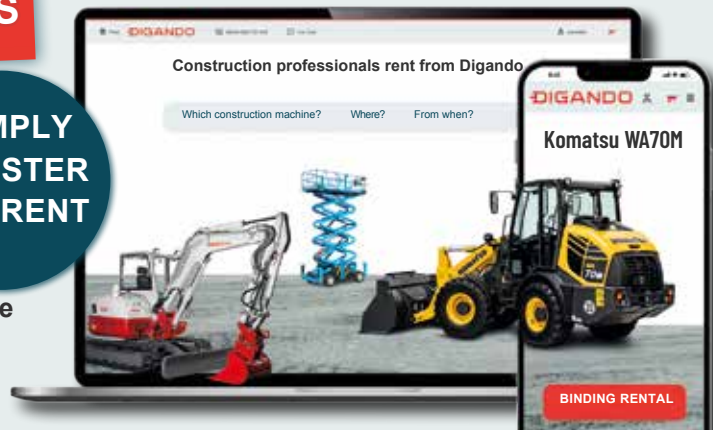 S
MPLY
STER
RENT
e
DIGANDO
Construction professionals rent from Digando
Which construction machine? Where? From when?
DIGANDO
Komatsu WA70M
70M
BINDING RENTAL